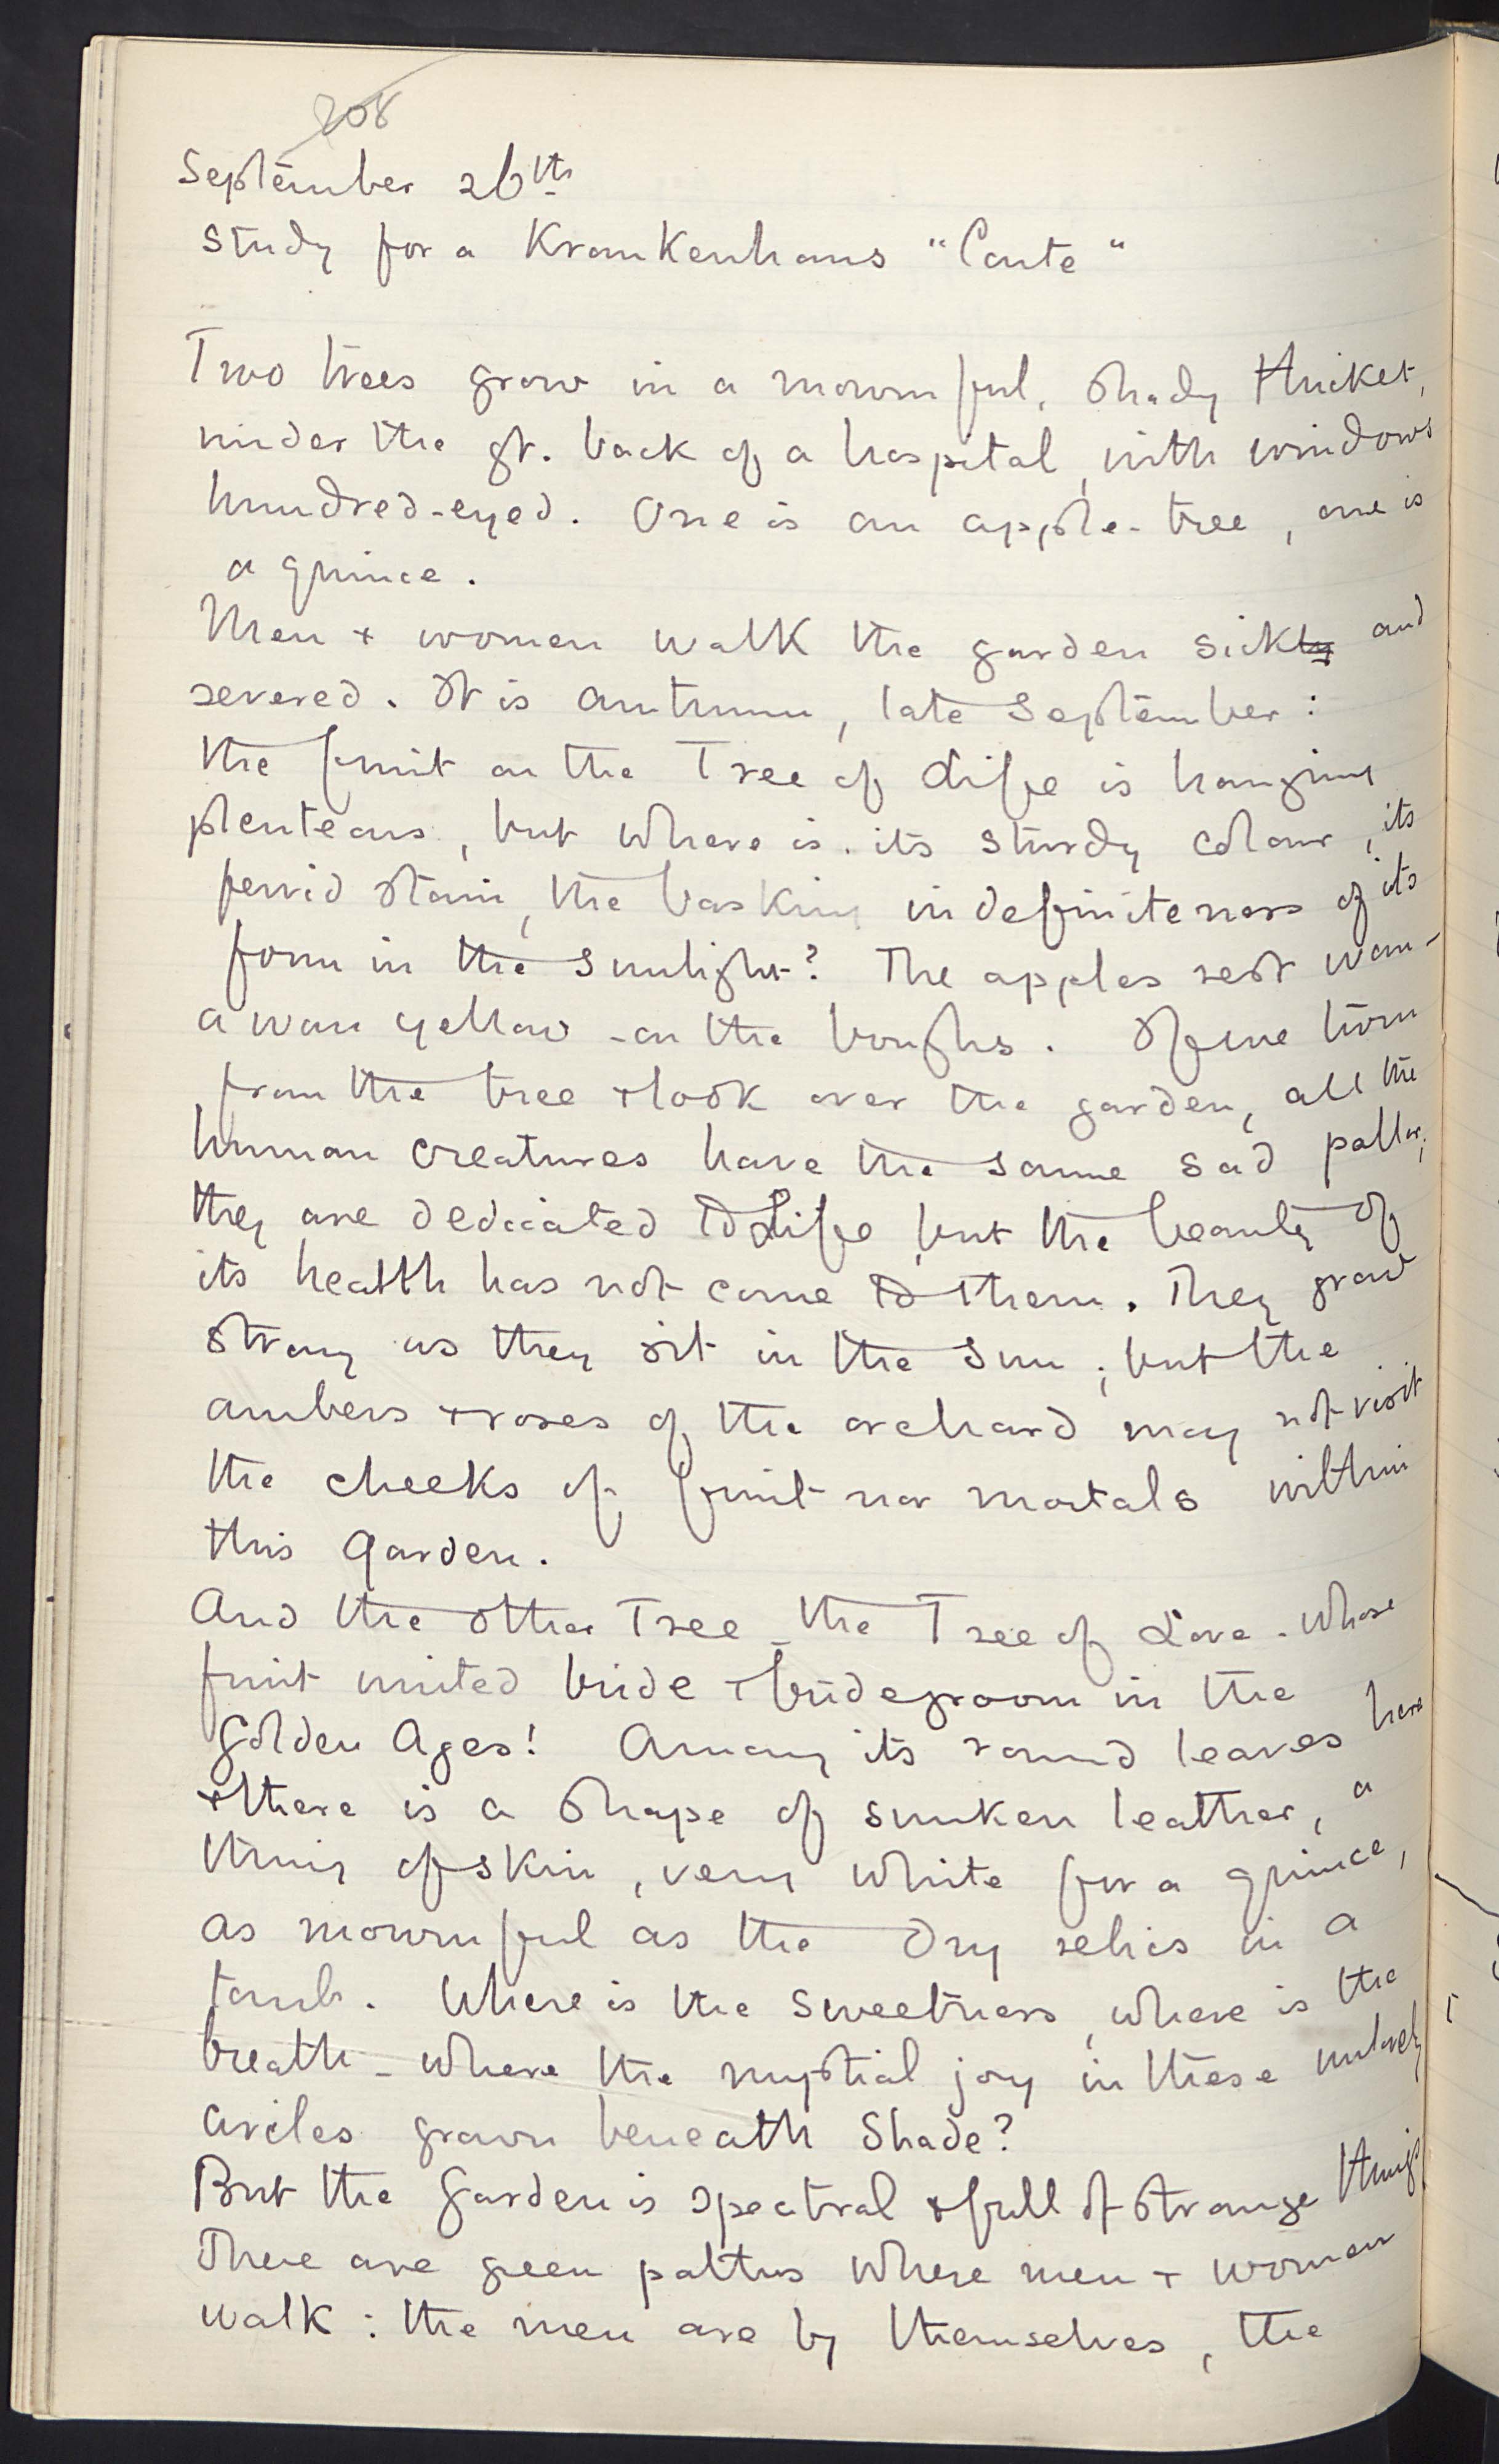 208
September 26th
Study for a Krankenhaus "Conte"
Two trees grow in a mournful, shady thicket,
under the gt. back of a hospital, with windows
hundred-eyed. One is an apple-tree, one is
a quince.
Men + women walk the garden sickly and
severed. It is autumn, late September:
the fruit on the Tree of Life is hanging
plenteous, but where is its sturdy colour, its
fervid stain, the basking indefiniteness of its
form in the sunlight? The apples rest wan -
a wan yellow - on the boughs. If we turn
from the tree + look over the garden, all the
human creatures have the same sad pallor;
they are dedicated to Life, but the beauty of
its health has not come to them. They grow
strong as they sit in the sun; but the
ambers + roses of the orchard may not visit
the cheeks of fruit nor mortals within
this garden.
And the other Tree - the Tree of Love - whose
fruit united bride + bridegroom in the
Golden Ages! Among its round leaves here
+ there is a shape of sunken leather, a
thing of skin, very white for a quince,
as mournful as the dry relics in a
tomb. Where is the sweetness, where is the
breath - where the nuptial joy in these unlovely
circles grown beneath shade?
But the Garden is spectral + full of strange things
There are green paths where men + women
walk: the men are by themselves, the